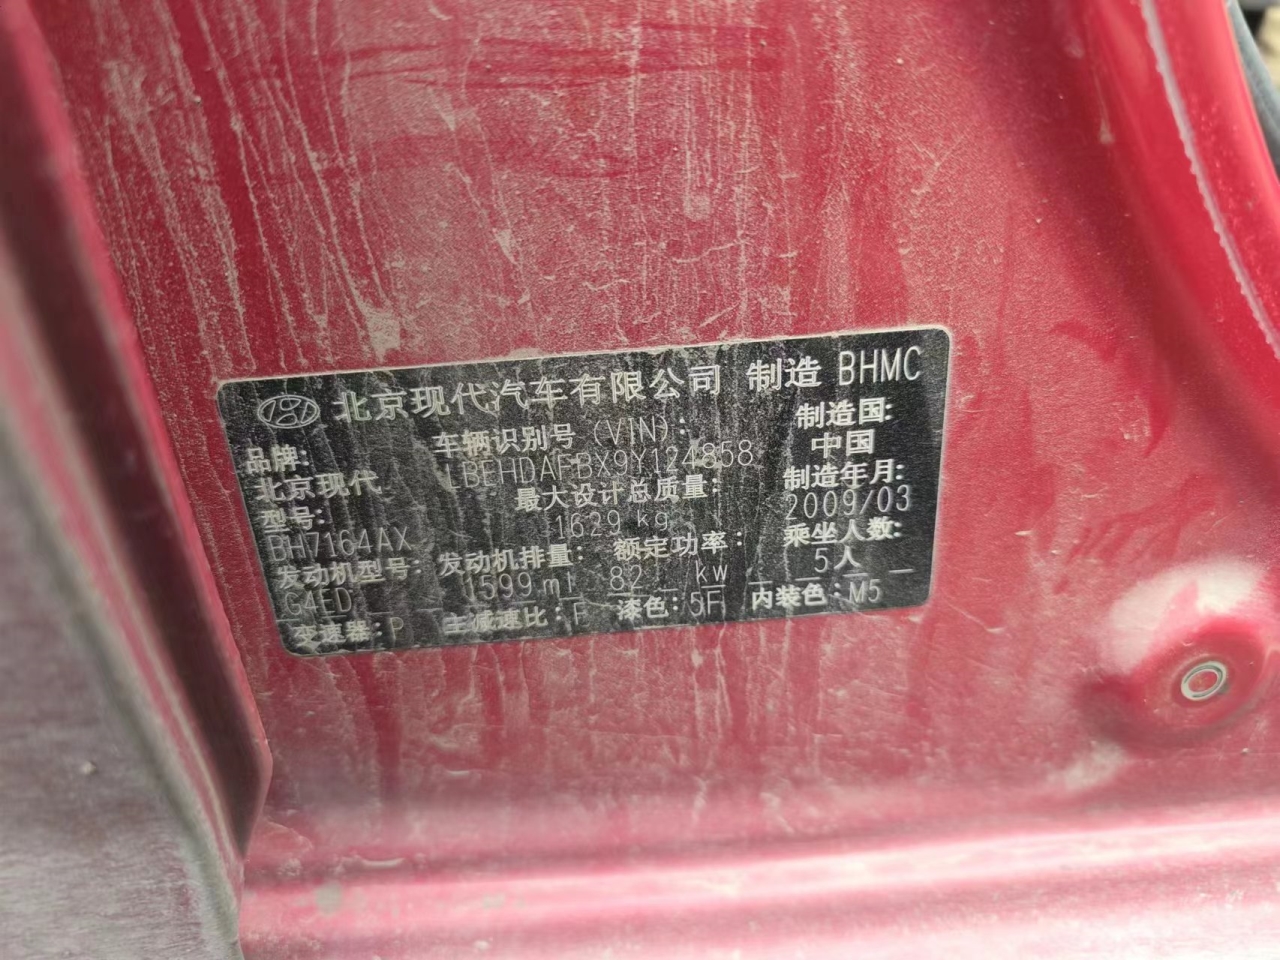 北京现代汽车有限公司 制造 BHMC
品牌: 车辆识别号 (VIN): 制造国:
北京现代 LBEHDAFBX9Y124858 中国
型号: 最大设计总质量: 制造年月:
BH7164AX 1629 kg 2009/03
发动机型号: 发动机排量: 额定功率: 乘坐人数:
G4ED 1599 ml 82 kw 5人
变速器: P 主减速比: F 漆色: 5F 内装色: M5